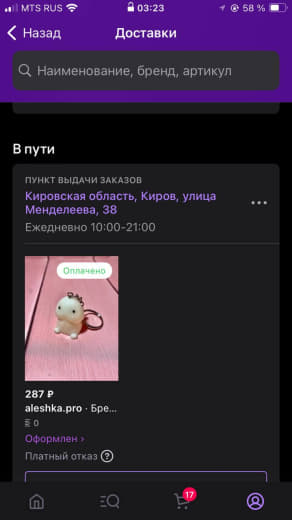 MTS RUS 03:23 58 %
Назад Доставки
Наименование, бренд, артикул
В пути
ПУНКТ ВЫДАЧИ ЗАКАЗОВ
Кировская область, Киров, улица
Менделеева, 38
Ежедневно 10:00-21:00
Оплачено
287 ₽
aleshka.pro · Бре...
0
Оформлен >
Платный отказ ?
17